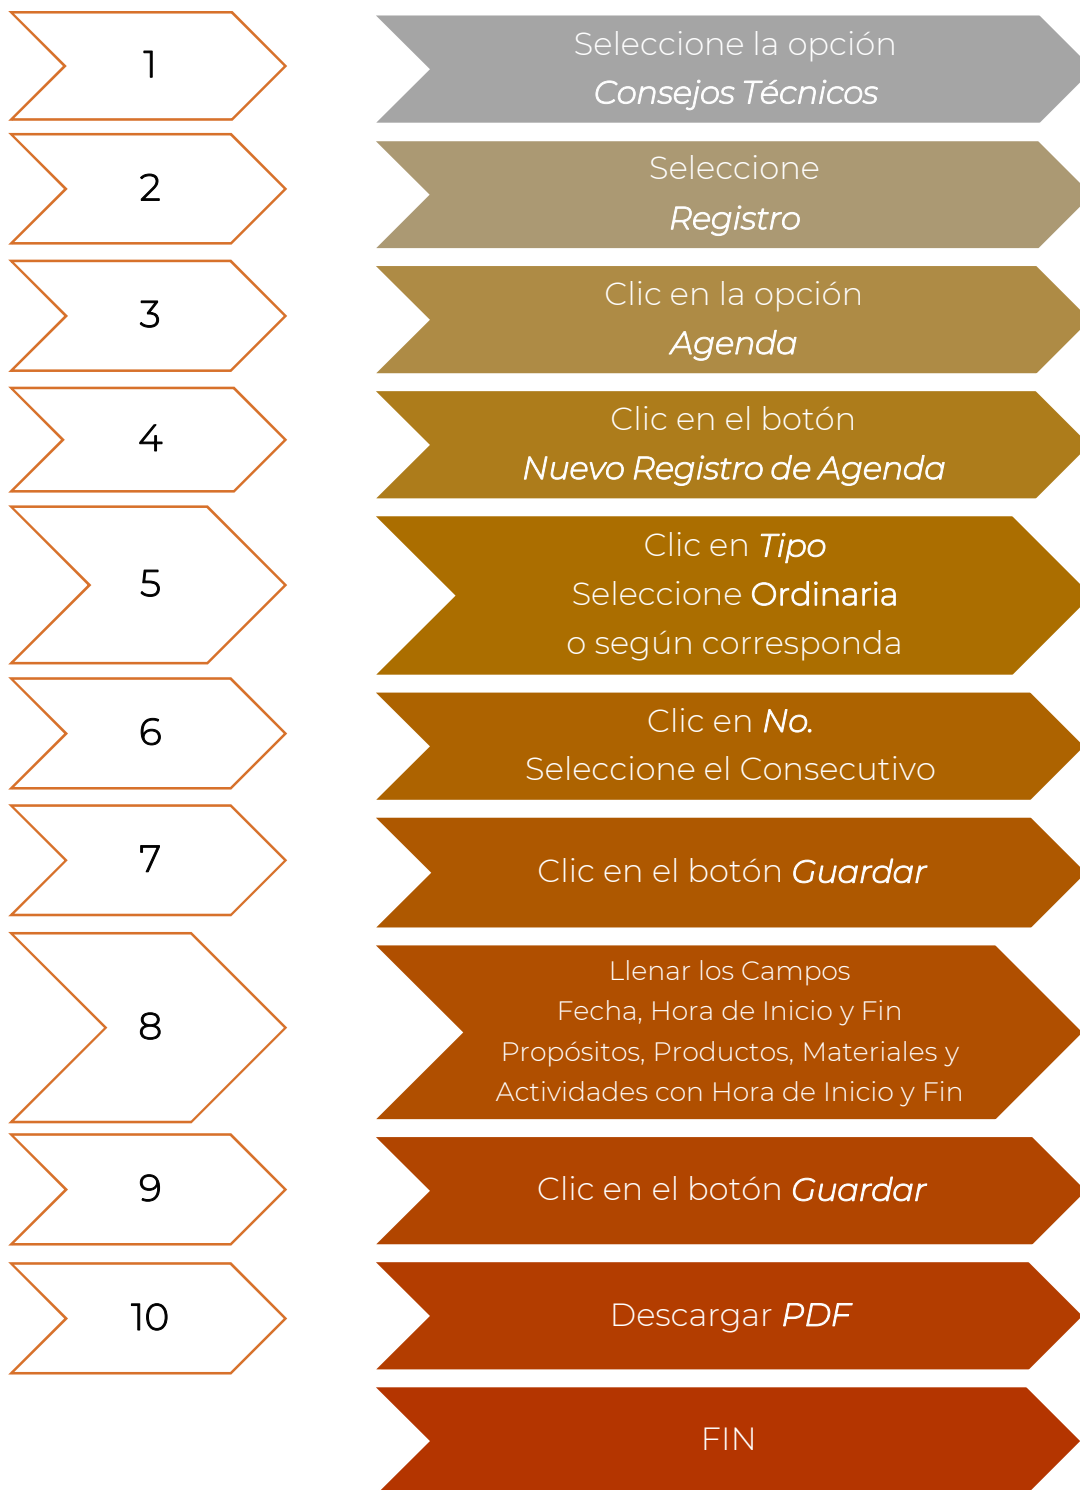 1
Seleccione la opción
Consejos Técnicos
2
Seleccione
Registro
3
Clic en la opción
Agenda
4
Clic en el botón
Nuevo Registro de Agenda
5
Clic en Tipo
Seleccione Ordinaria
o según corresponda
6
Clic en No.
Seleccione el Consecutivo
7
Clic en el botón Guardar
8
Llenar los Campos
Fecha, Hora de Inicio y Fin
Propósitos, Productos, Materiales y
Actividades con Hora de Inicio y Fin
9
Clic en el botón Guardar
10
Descargar PDF
FIN